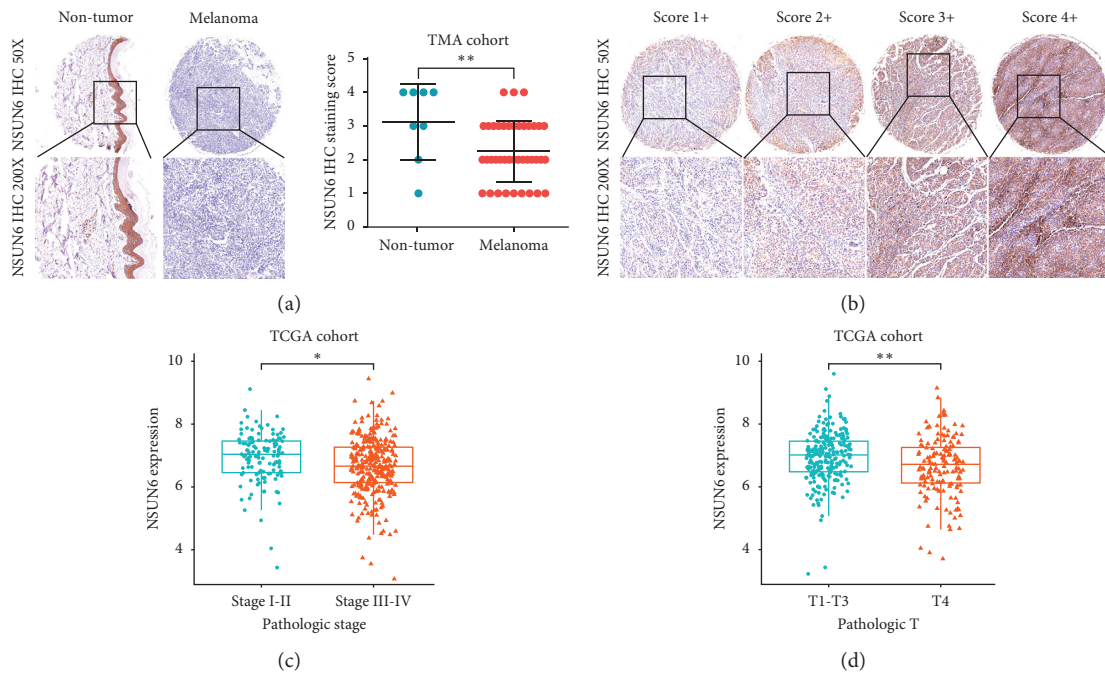 Non-tumor
Melanoma
NSUN6 IHC 50X
NSUN6 IHC 200X
TMA cohort
**
NSUN6 IHC staining score
5
4
3
2
1
0
Non-tumor
Melanoma
(a)
Score 1+
Score 2+
Score 3+
Score 4+
NSUN6 IHC 50X
NSUN6 IHC 200X
(b)
TCGA cohort
*
NSUN6 expression
10
8
6
4
Stage I-II
Stage III-IV
Pathologic stage
(c)
TCGA cohort
**
NSUN6 expression
10
8
6
4
T1-T3
T4
Pathologic T
(d)